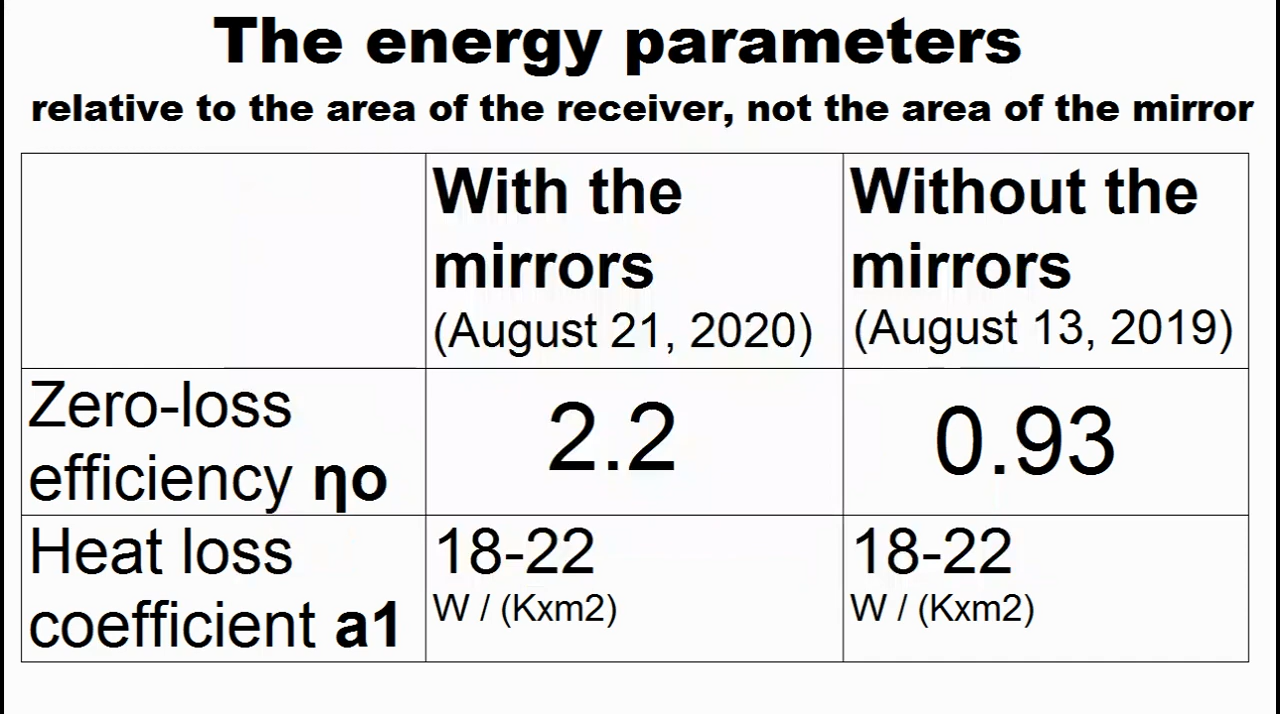 The energy parameters
relative to the area of the receiver, not the area of the mirror
With the
mirrors
(August 21, 2020)
Without the
mirrors
(August 13, 2019)
Zero-loss
efficiency ηo
2.2
0.93
Heat loss
coefficient a1
18-22
W / (Kxm2)
18-22
W / (Kxm2)